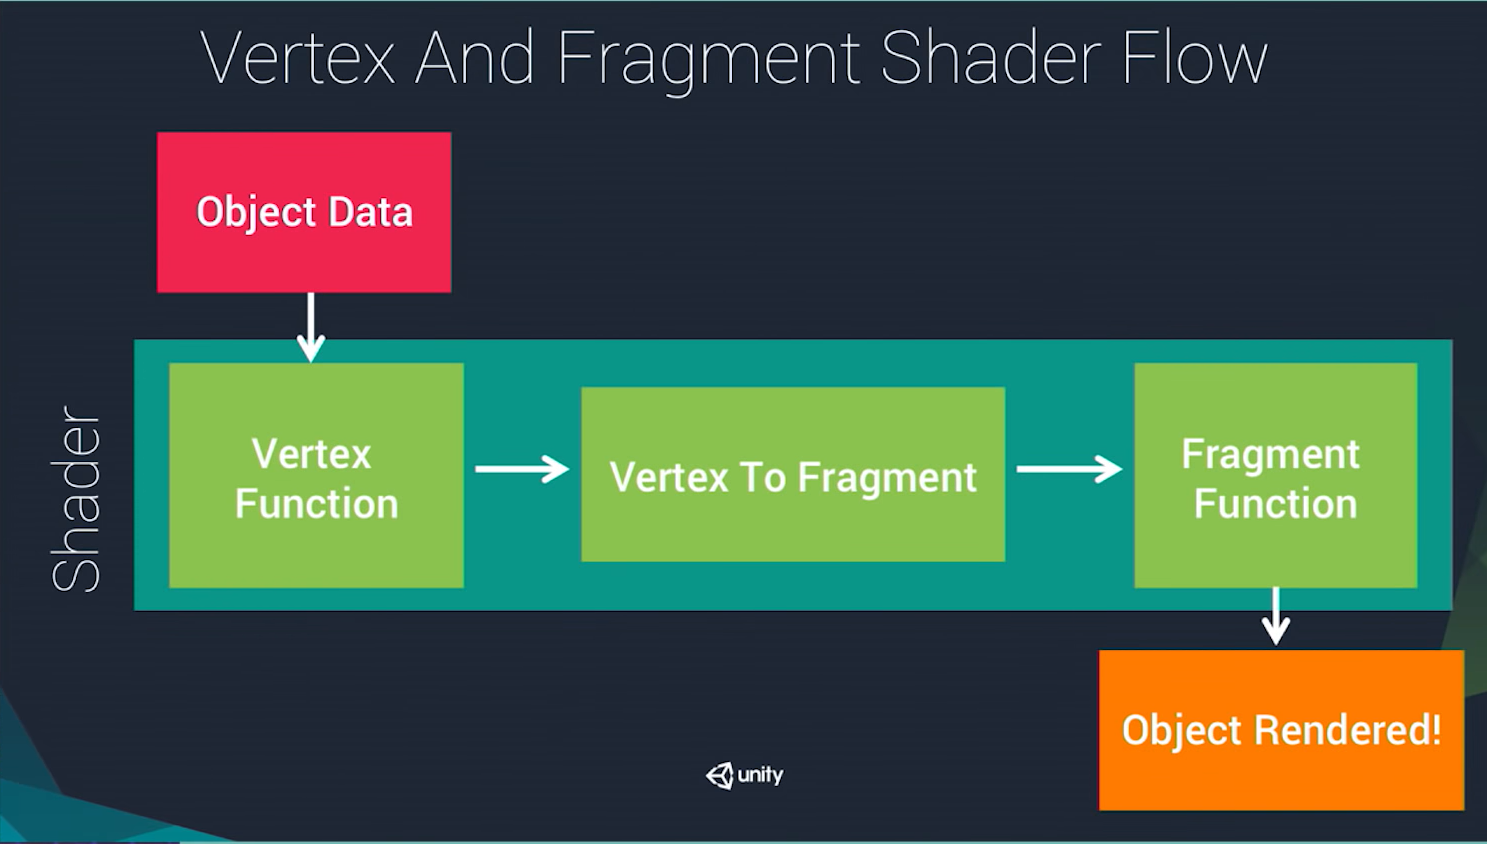 Vertex And Fragment Shader Flow
Object Data
Shader
Vertex
Function
Vertex To Fragment
Fragment
Function
Object Rendered!
unity